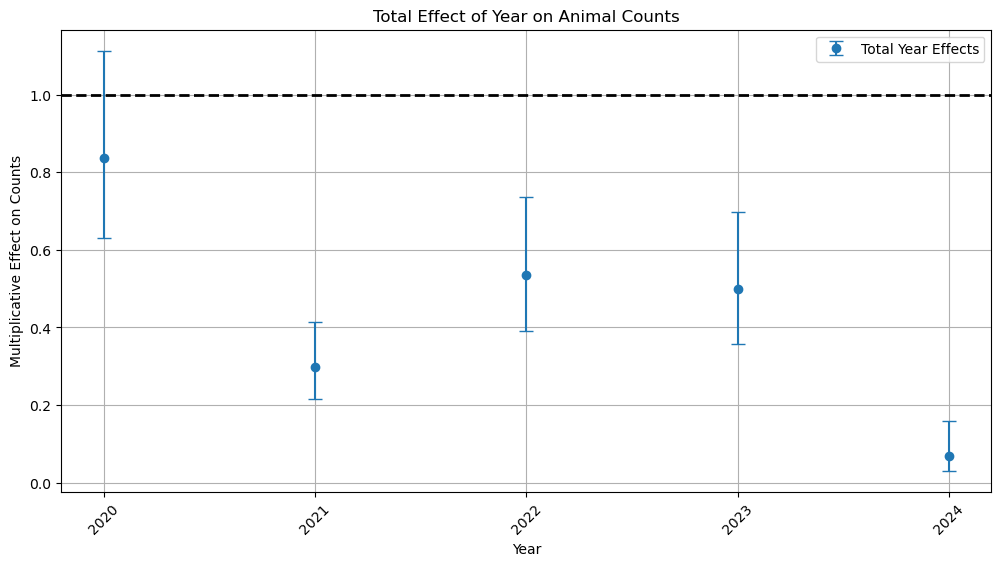 Total Effect of Year on Animal Counts
Total Year Effects
Multiplicative Effect on Counts
1.0
0.8
0.6
0.4
0.2
0.0
2020
2021
2022
2023
2024
Year